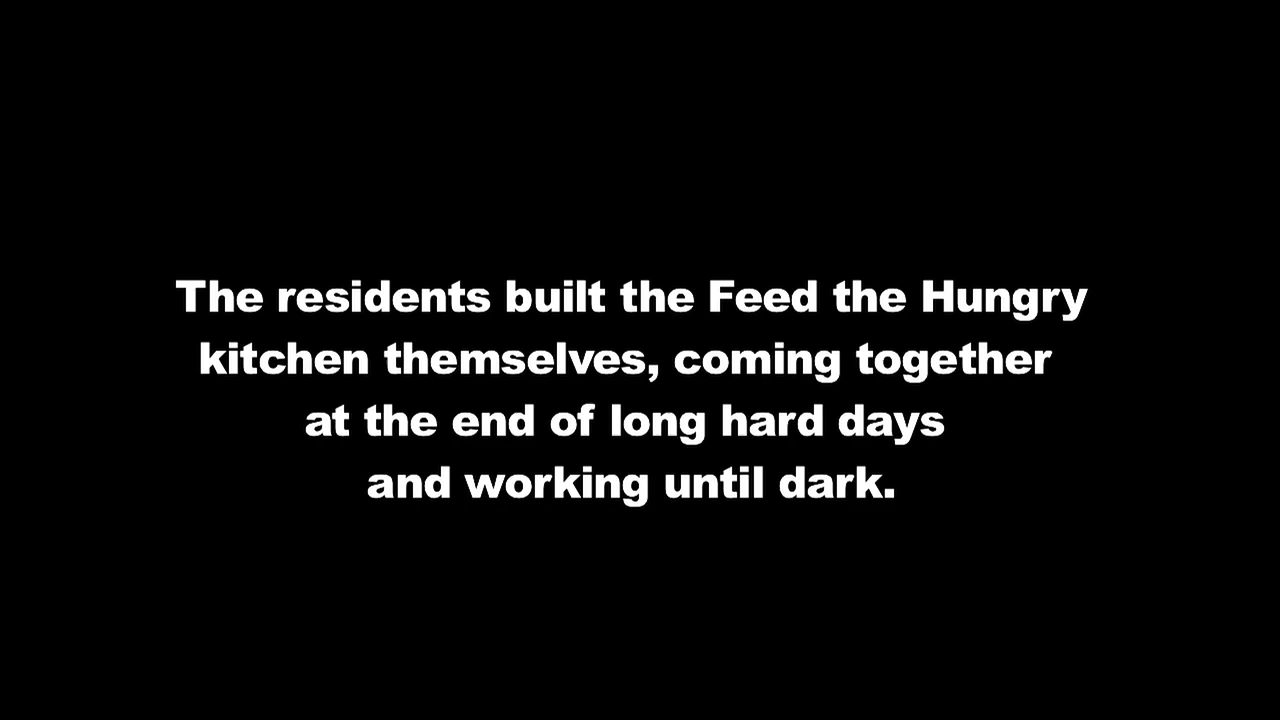 The residents built the Feed the Hungry
kitchen themselves, coming together
at the end of long hard days
and working until dark.